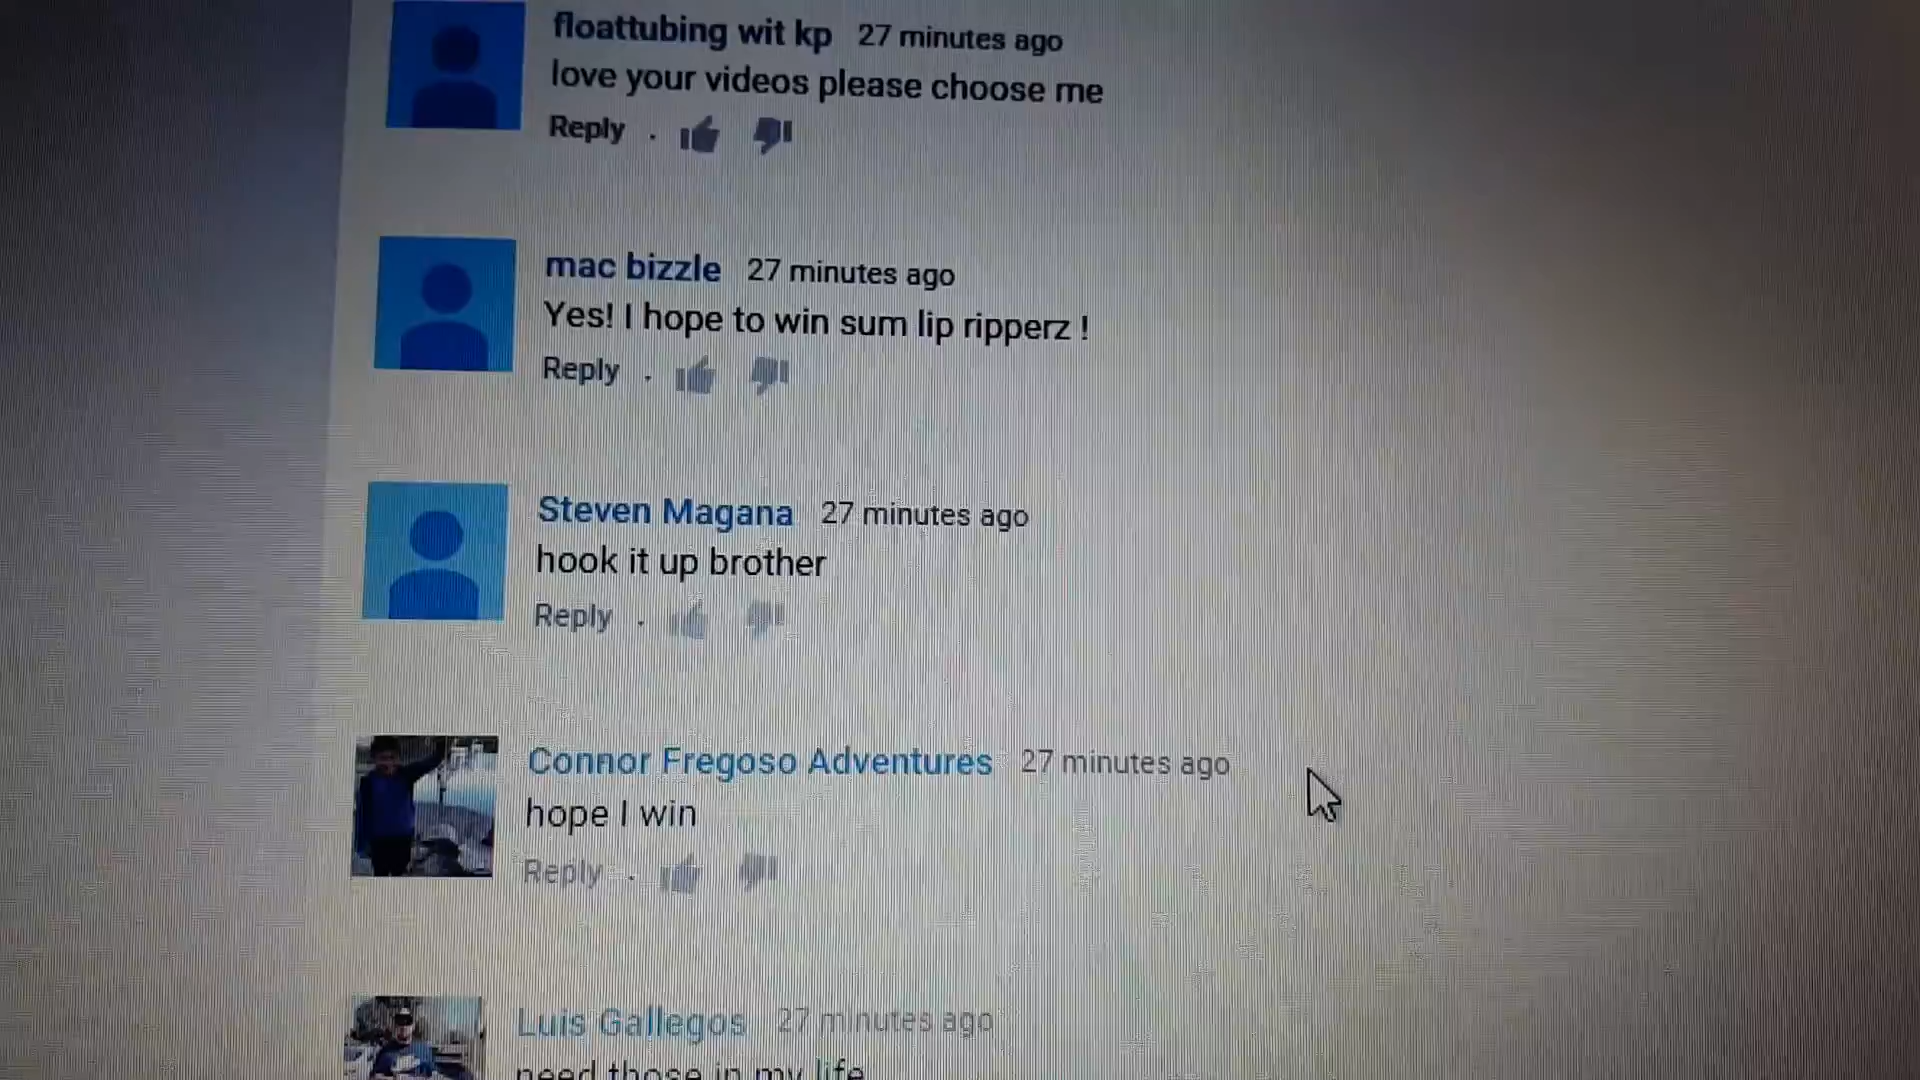 floattubing wit kp 27 minutes ago
love your videos please choose me
Reply .
mac bizzle 27 minutes ago
Yes! I hope to win sum lip ripperz !
Reply .
Steven Magana 27 minutes ago
hook it up brother
Reply .
Connor Fregoso Adventures 27 minutes ago
hope I win
Reply .
Luis Gallegos 27 minutes ago
need those in my life